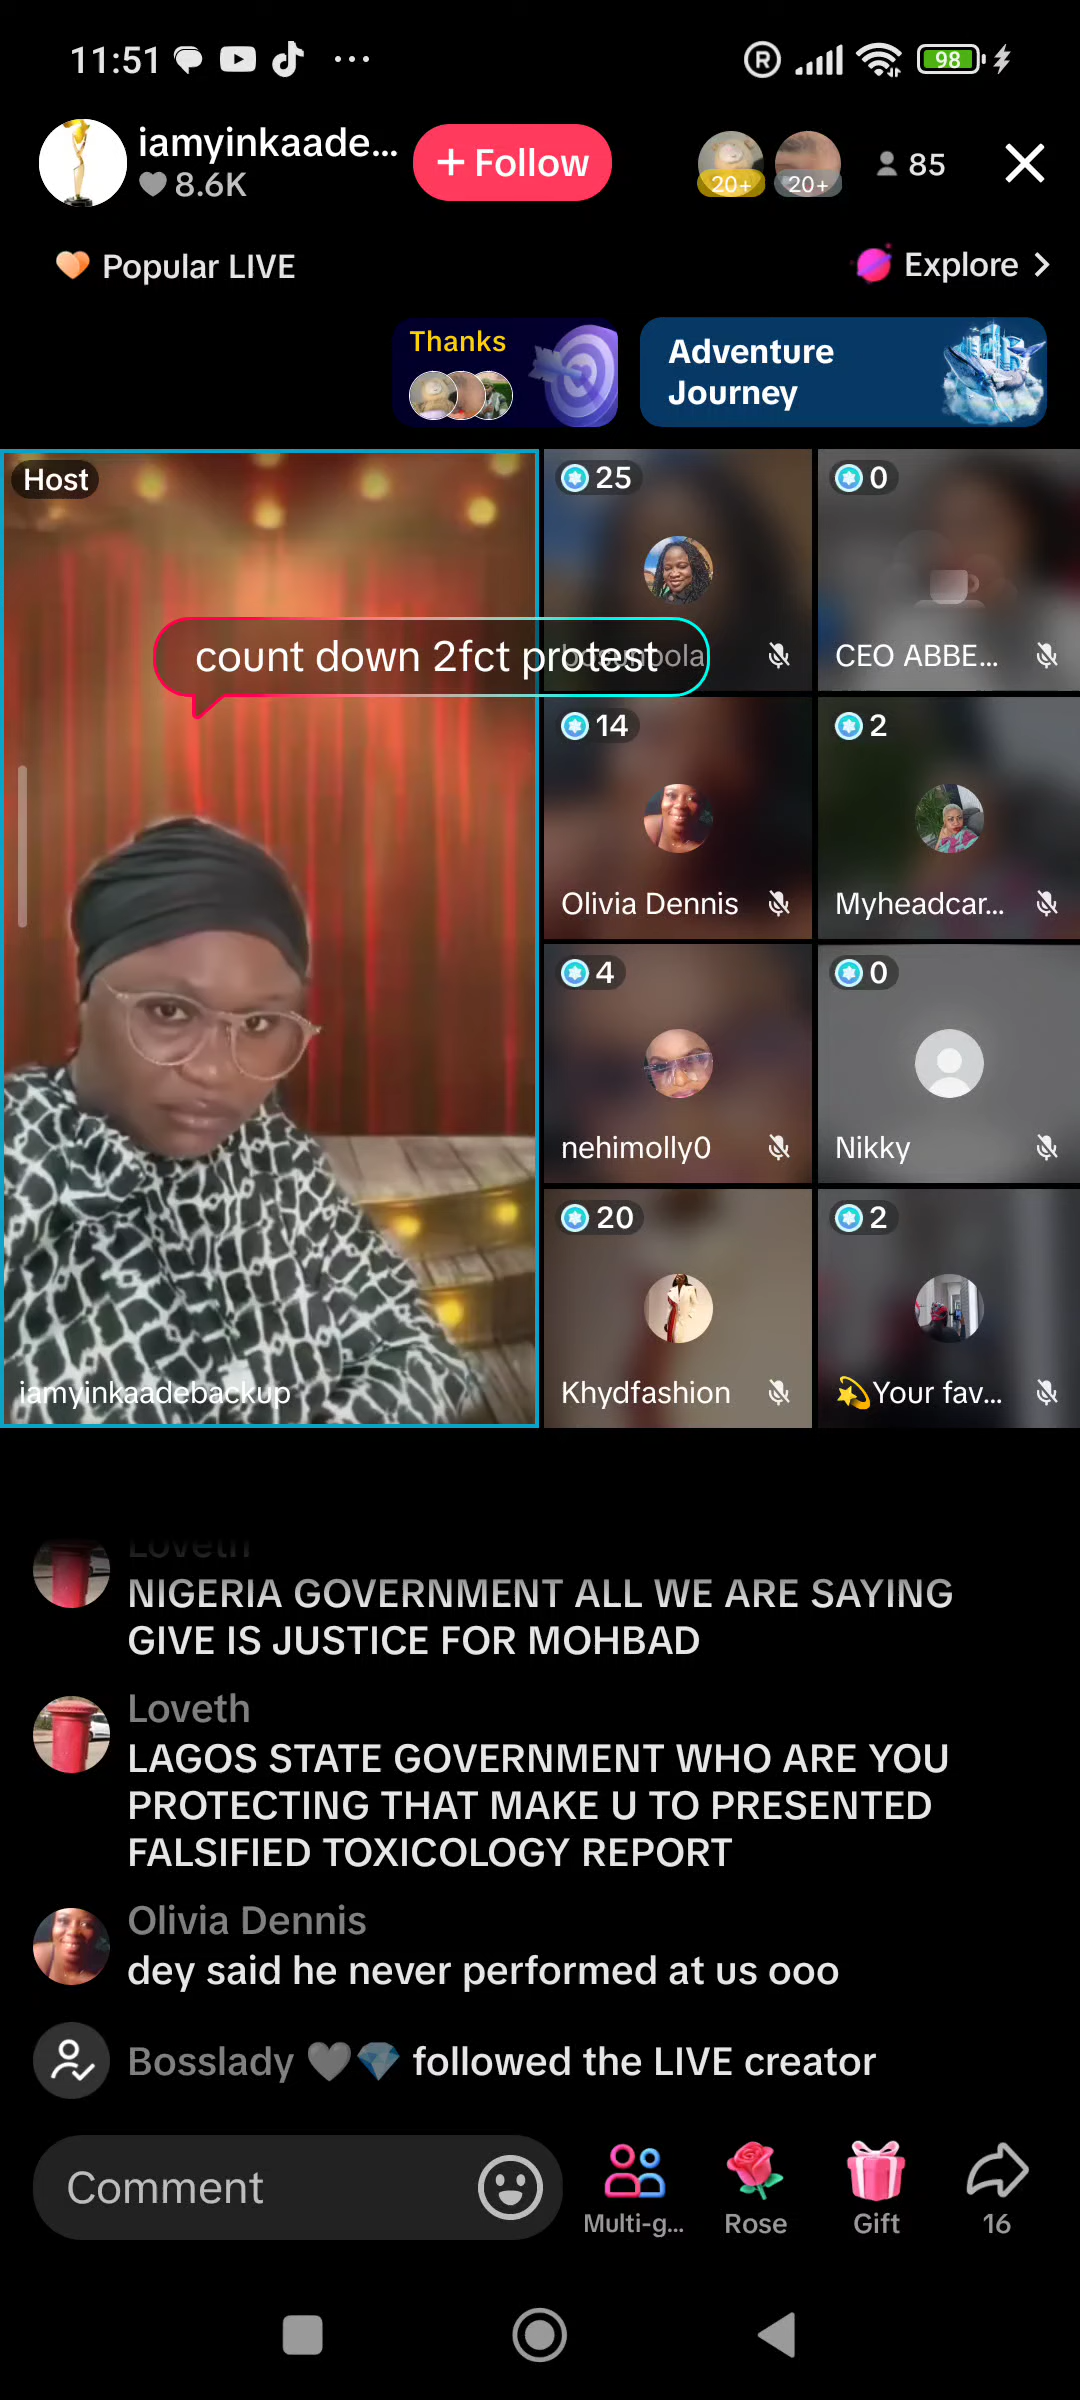 11:51
R
98
iamyinkaade...
8.6K
+ Follow
20+
20+
85
Popular LIVE
Explore >
Thanks
Adventure
Journey
Host
25
0
count down 2fct protest
CEO ABBE...
14
2
Olivia Dennis
Myheadcar...
4
0
nehimolly0
Nikky
20
2
iamyinkaadebackup
Khydfashion
Your fav...
Loveth
NIGERIA GOVERNMENT ALL WE ARE SAYING
GIVE IS JUSTICE FOR MOHBAD
Loveth
LAGOS STATE GOVERNMENT WHO ARE YOU
PROTECTING THAT MAKE U TO PRESENTED
FALSIFIED TOXICOLOGY REPORT
Olivia Dennis
dey said he never performed at us ooo
Bosslady 🩶💎 followed the LIVE creator
Comment
Multi-g...
Rose
Gift
16